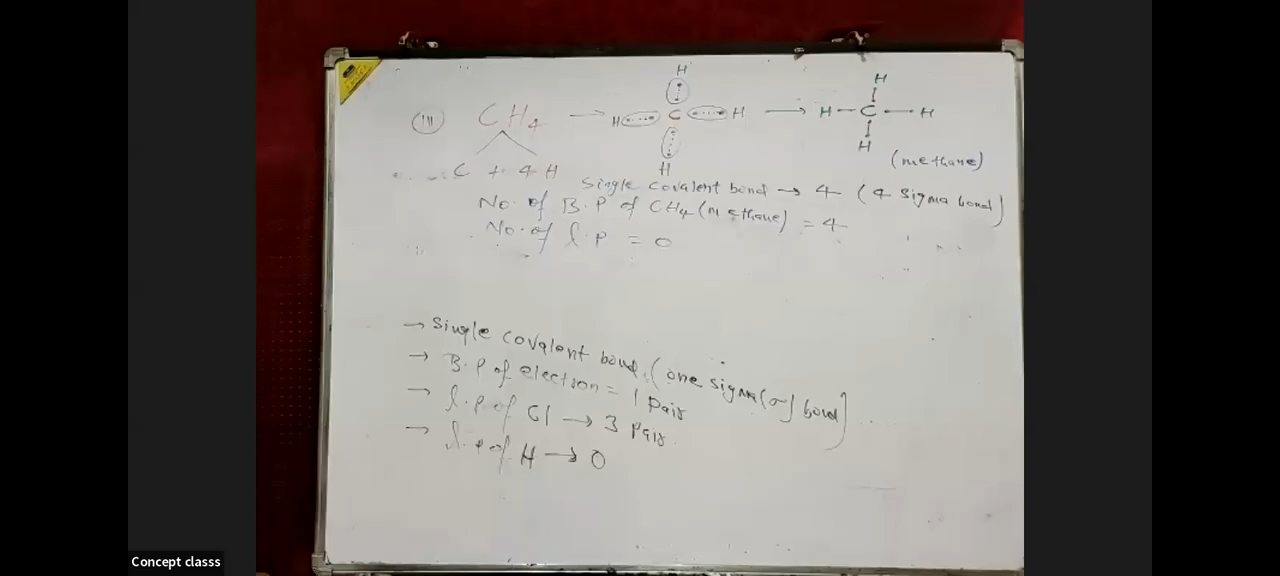 H H
(III) CH4 → H C H → H — C — H
H H
C + 4 H (methane)
Single covalent bond → 4 (4 sigma bond)
No. of B.P of CH4 (methane) = 4
No. of l.p = 0
→ Single covalent bond. (one sigma(σ) bond)
→ B.P of electron = 1 pair
→ l.p of Cl → 3 pair.
→ l.p of H → 0
Concept classs